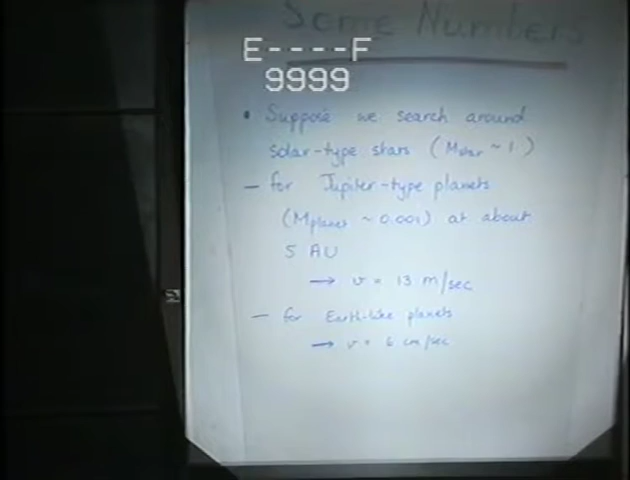 Some Numbers
E----F
9999
• Suppose we search around
solar-type stars (Mstar ~ 1)
- for Jupiter-type planets
(Mplanet ~ 0.001) at about
5 AU
→ v = 13 m/sec
- for Earth-like planets
→ v = 6 cm/sec